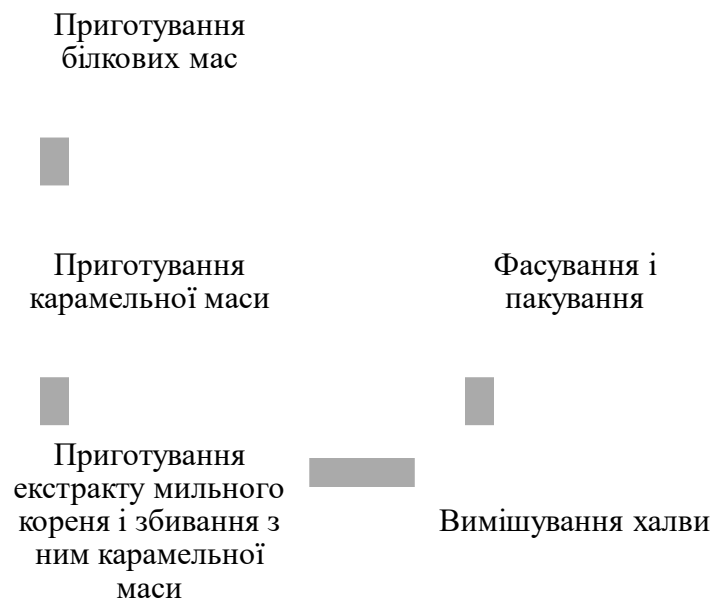 Приготування
білкових мас
Приготування
карамельної маси
Приготування
екстракту мильного
кореня і збивання з
ним карамельної
маси
Вимішування халви
Фасування і
пакування